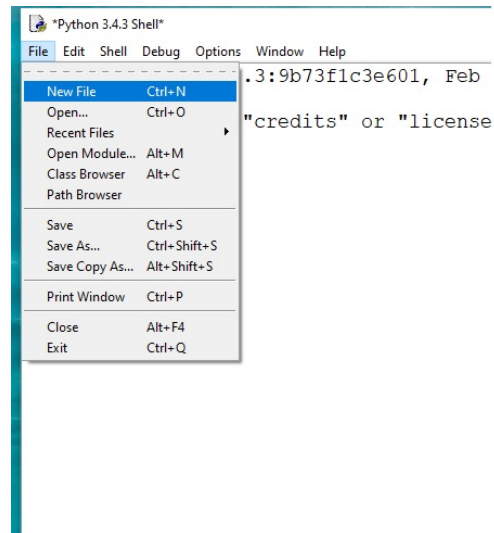 *Python 3.4.3 Shell*
File Edit Shell Debug Options Window Help
.3:9b73f1c3e601, Feb
New File Ctrl+N
Open... Ctrl+O
"credits" or "license
Recent Files
Open Module... Alt+M
Class Browser Alt+C
Path Browser
Save Ctrl+S
Save As... Ctrl+Shift+S
Save Copy As... Alt+Shift+S
Print Window Ctrl+P
Close Alt+F4
Exit Ctrl+Q